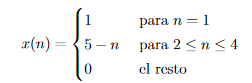 x(n) = { 1 para n = 1
5 − n para 2 ≤ n ≤ 4
0 el resto